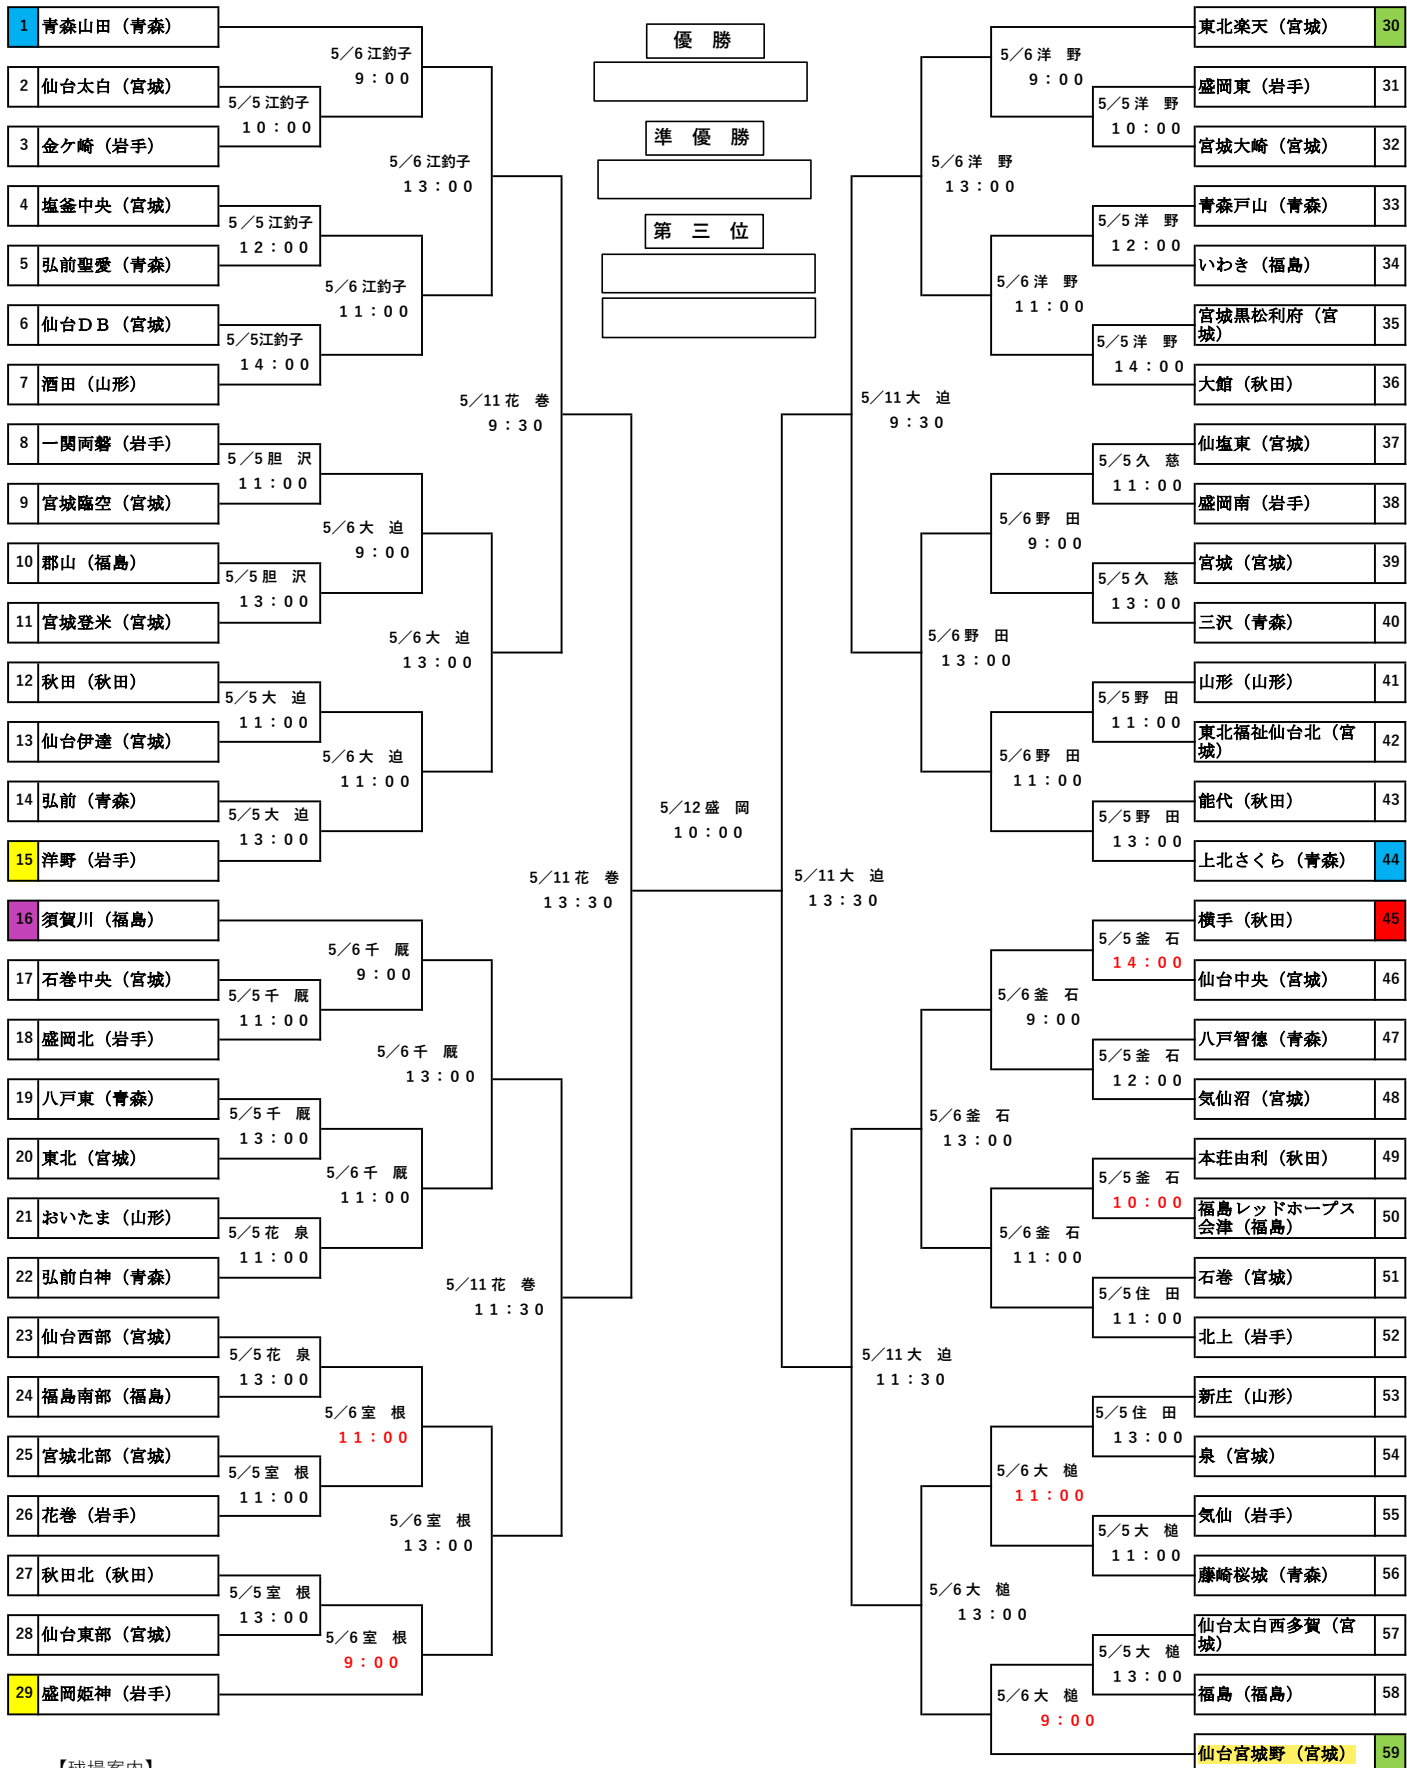 1 青森山田（青森）
5／6 江釣子
9：00
2 仙台太白（宮城）
5／5 江釣子
10：00
3 金ケ崎（岩手）
5／6 江釣子
13：00
4 塩釜中央（宮城）
5／5 江釣子
12：00
5 弘前聖愛（青森）
5／6 江釣子
11：00
6 仙台ＤＢ（宮城）
5／5江釣子
14：00
7 酒田（山形）
5／11 花　巻
9：30
8 一関両磐（岩手）
5／5 胆　沢
11：00
9 宮城臨空（宮城）
5／6 大　迫
9：00
10 郡山（福島）
5／5 胆　沢
13：00
11 宮城登米（宮城）
5／6 大　迫
13：00
12 秋田（秋田）
5／5 大　迫
11：00
13 仙台伊達（宮城）
5／6 大　迫
11：00
14 弘前（青森）
5／5 大　迫
13：00
15 洋野（岩手）
5／11 花　巻
13：30
16 須賀川（福島）
5／6 千　厩
9：00
17 石巻中央（宮城）
5／5 千　厩
11：00
18 盛岡北（岩手）
5／6 千　厩
13：00
19 八戸東（青森）
5／5 千　厩
13：00
20 東北（宮城）
5／6 千　厩
11：00
21 おいたま（山形）
5／5 花　泉
11：00
22 弘前白神（青森）
5／11 花　巻
11：30
23 仙台西部（宮城）
5／5 花　泉
13：00
24 福島南部（福島）
5／6 室　根
11：00
25 宮城北部（宮城）
5／5 室　根
11：00
26 花巻（岩手）
5／6 室　根
13：00
27 秋田北（秋田）
5／5 室　根
13：00
28 仙台東部（宮城）
5／6 室　根
9：00
29 盛岡姫神（岩手）
【球場案内】
優　勝
準　優　勝
第　三　位
5／12 盛　岡
10：00
東北楽天（宮城） 30
5／6 洋　野
9：00
盛岡東（岩手） 31
5／5 洋　野
10：00
宮城大崎（宮城） 32
5／6 洋　野
13：00
青森戸山（青森） 33
5／5 洋　野
12：00
いわき（福島） 34
5／6 洋　野
11：00
宮城黒松利府（宮
城） 35
5／5 洋　野
14：00
大館（秋田） 36
5／11 大　迫
9：30
仙塩東（宮城） 37
5／5 久　慈
11：00
盛岡南（岩手） 38
5／6 野　田
9：00
宮城（宮城） 39
5／5 久　慈
13：00
三沢（青森） 40
5／6 野　田
13：00
山形（山形） 41
5／5 野　田
11：00
東北福祉仙台北（宮
城） 42
5／6 野　田
11：00
能代（秋田） 43
5／5 野　田
13：00
上北さくら（青森） 44
5／11 大　迫
13：30
横手（秋田） 45
5／5 釜　石
14：00
仙台中央（宮城） 46
5／6 釜　石
9：00
八戸智徳（青森） 47
5／5 釜　石
12：00
気仙沼（宮城） 48
5／6 釜　石
13：00
本荘由利（秋田） 49
5／5 釜　石
10：00
福島レッドホープス
会津（福島） 50
5／6 釜　石
11：00
石巻（宮城） 51
5／5 住　田
11：00
北上（岩手） 52
5／11 大　迫
11：30
新庄（山形） 53
5／5 住　田
13：00
泉（宮城） 54
5／6 大　槌
11：00
気仙（岩手） 55
5／5 大　槌
11：00
藤崎桜城（青森） 56
5／6 大　槌
13：00
仙台太白西多賀（宮
城） 57
5／5 大　槌
13：00
福島（福島） 58
5／6 大　槌
9：00
仙台宮城野（宮城） 59